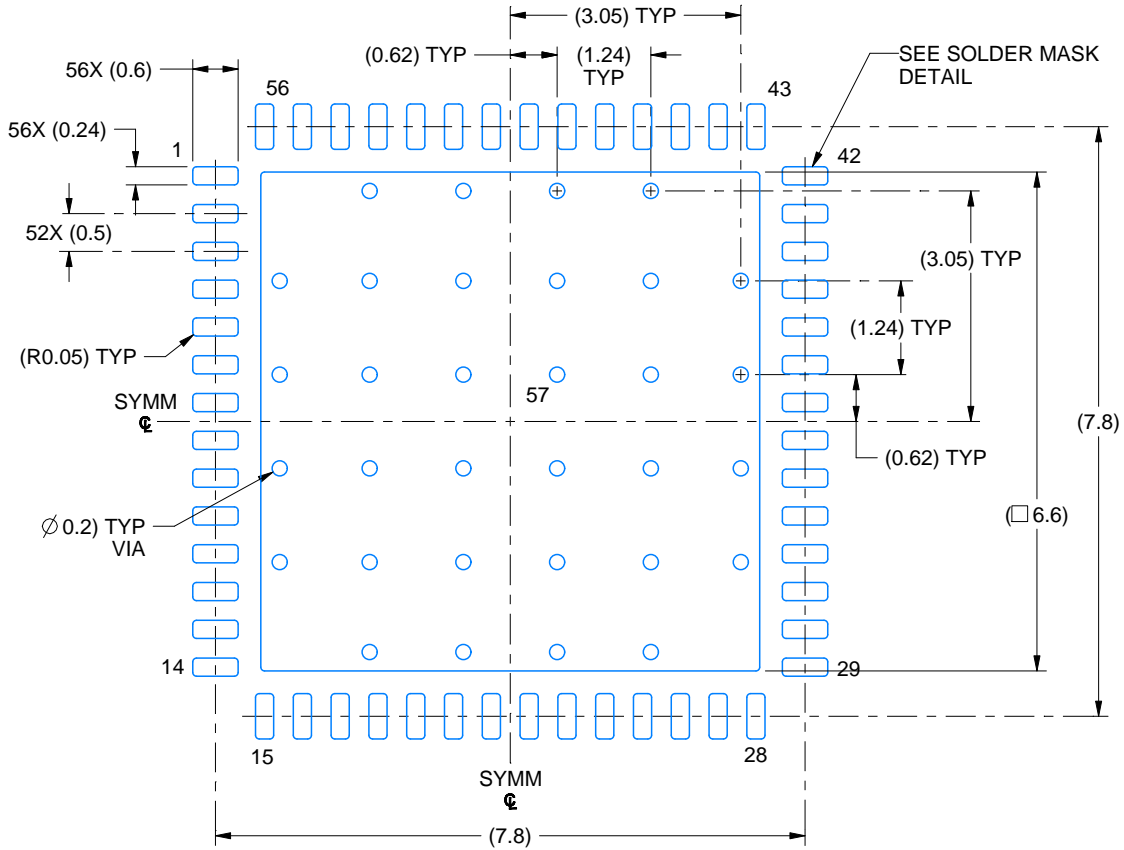 (3.05) TYP
(0.62) TYP
(1.24)
TYP
SEE SOLDER MASK
DETAIL
56X (0.6)
56
43
56X (0.24)
1
42
52X (0.5)
(3.05) TYP
(1.24) TYP
(R0.05) TYP
57
SYMM
℄
(7.8)
(0.62) TYP
(□6.6)
∅0.2) TYP
VIA
14
29
15
28
SYMM
℄
(7.8)